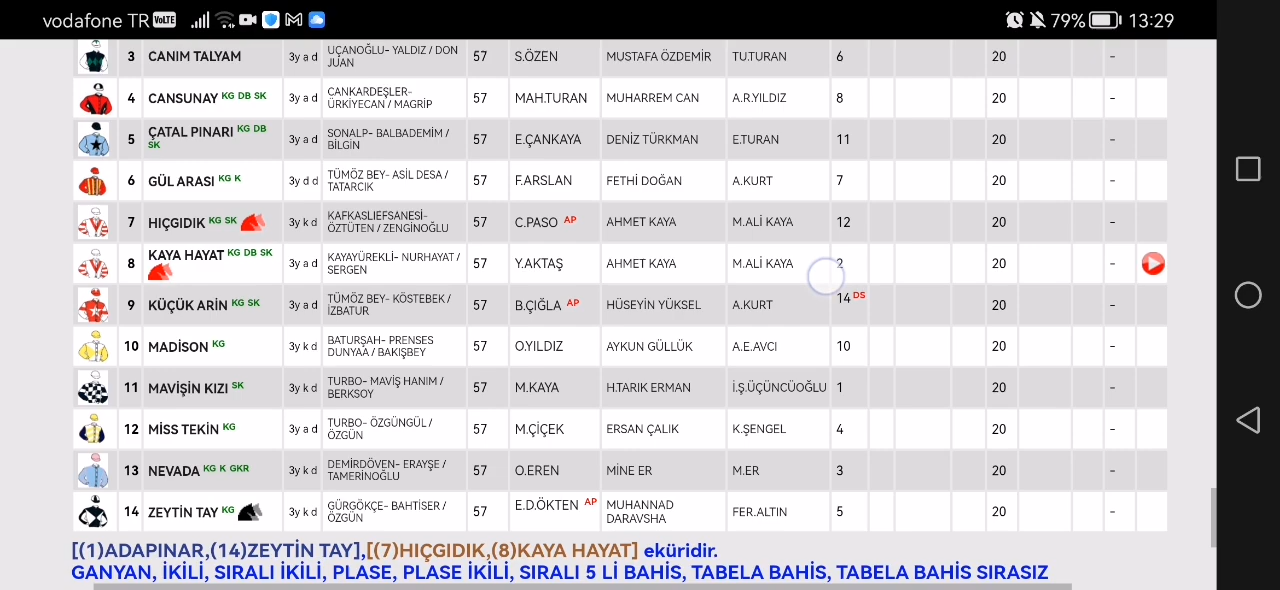 vodafone TR VoLTE 79% 13:29
3 CANIM TALYAM 3y a d UÇANOĞLU- YALDIZ / DON JUAN 57 S.ÖZEN MUSTAFA ÖZDEMİR TU.TURAN 6 20 -
4 CANSUNAY KG DB SK 3y a d CANKARDEŞLER- ÜRKİYECAN / MAGRİP 57 MAH.TURAN MUHARREM CAN A.R.YILDIZ 8 20 -
5 ÇATAL PINARI KG DB SK 3y a d SONALP- BALBADEMİM / BİLGİN 57 E.ÇANKAYA DENİZ TÜRKMAN E.TURAN 11 20 -
6 GÜL ARASI KG K 3y d d TÜMÖZ BEY- ASİL DESA / TATARCIK 57 F.ARSLAN FETHİ DOĞAN A.KURT 7 20 -
7 HIÇGIDIK KG SK 3y k d KAFKASLIEFSANESİ- ÖZTÜTEN / ZENGİNOĞLU 57 C.PASO AP AHMET KAYA M.ALİ KAYA 12 20 -
8 KAYA HAYAT KG DB SK 3y a d KAYAYÜREKLİ- NURHAYAT / SERGEN 57 Y.AKTAŞ AHMET KAYA M.ALİ KAYA 2 20 -
9 KÜÇÜK ARİN KG SK 3y a d TÜMÖZ BEY- KÖSTEBEK / İZBATUR 57 B.ÇIĞLA AP HÜSEYİN YÜKSEL A.KURT 14 DS 20 -
10 MADİSON KG 3y k d BATURŞAH- PRENSES DUNYAA / BAKIŞBEY 57 O.YILDIZ AYKUN GÜLLÜK A.E.AVCI 10 20 -
11 MAVİŞİN KIZI SK 3y k d TURBO- MAVİŞ HANIM / BERKSOY 57 M.KAYA H.TARIK ERMAN İ.Ş.ÜÇÜNCÜOĞLU 1 20 -
12 MİSS TEKİN KG 3y a d TURBO- ÖZGÜNGÜL / ÖZGÜN 57 M.ÇİÇEK ERSAN ÇALIK K.ŞENGEL 4 20 -
13 NEVADA KG K GKR 3y k d DEMİRDÖVEN- ERAYŞE / TAMERİNOĞLU 57 O.EREN MİNE ER M.ER 3 20 -
14 ZEYTİN TAY KG 3y k d GÜRGÖKÇE- BAHTİSER / ÖZGÜN 57 E.D.ÖKTEN AP MUHANNAD DARAVSHA FER.ALTIN 5 20 -
[(1)ADAPINAR,(14)ZEYTİN TAY],[(7)HIÇGIDIK,(8)KAYA HAYAT] eküridir.
GANYAN, İKİLİ, SIRALI İKİLİ, PLASE, PLASE İKİLİ, SIRALI 5 Lİ BAHİS, TABELA BAHİS, TABELA BAHİS SIRASIZ